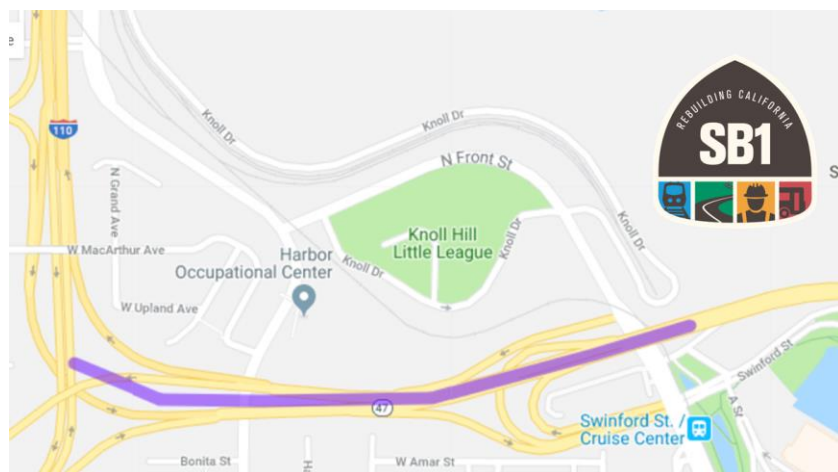 e
Knoll Dr
Knoll Dr
110
N Grand Ave
N Front St
REBUILDING CALIFORNIA
SB1
S
W MacArthur Ave
Harbor
Occupational Center
Knoll Hill
Little League
Knoll Dr
Knoll Dr
Knoll Dr
W Upland Ave
Swinford St
47
A St
Swinford St. /
Cruise Center
Bonita St
H
W Amar St